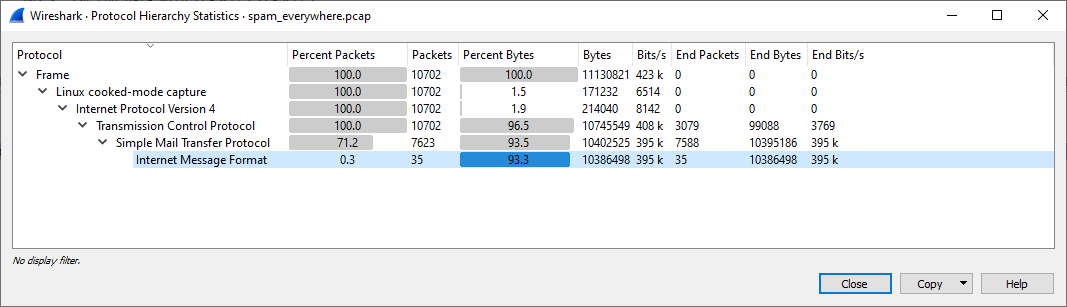 Wireshark · Protocol Hierarchy Statistics · spam_everywhere.pcap
Protocol Percent Packets Packets Percent Bytes Bytes Bits/s End Packets End Bytes End Bits/s
Frame 100.0 10702 100.0 11130821 423 k 0 0 0
Linux cooked-mode capture 100.0 10702 1.5 171232 6514 0 0 0
Internet Protocol Version 4 100.0 10702 1.9 214040 8142 0 0 0
Transmission Control Protocol 100.0 10702 96.5 10745549 408 k 3079 99088 3769
Simple Mail Transfer Protocol 71.2 7623 93.5 10402525 395 k 7588 10395186 395 k
Internet Message Format 0.3 35 93.3 10386498 395 k 35 10386498 395 k
No display filter.
Close Copy Help